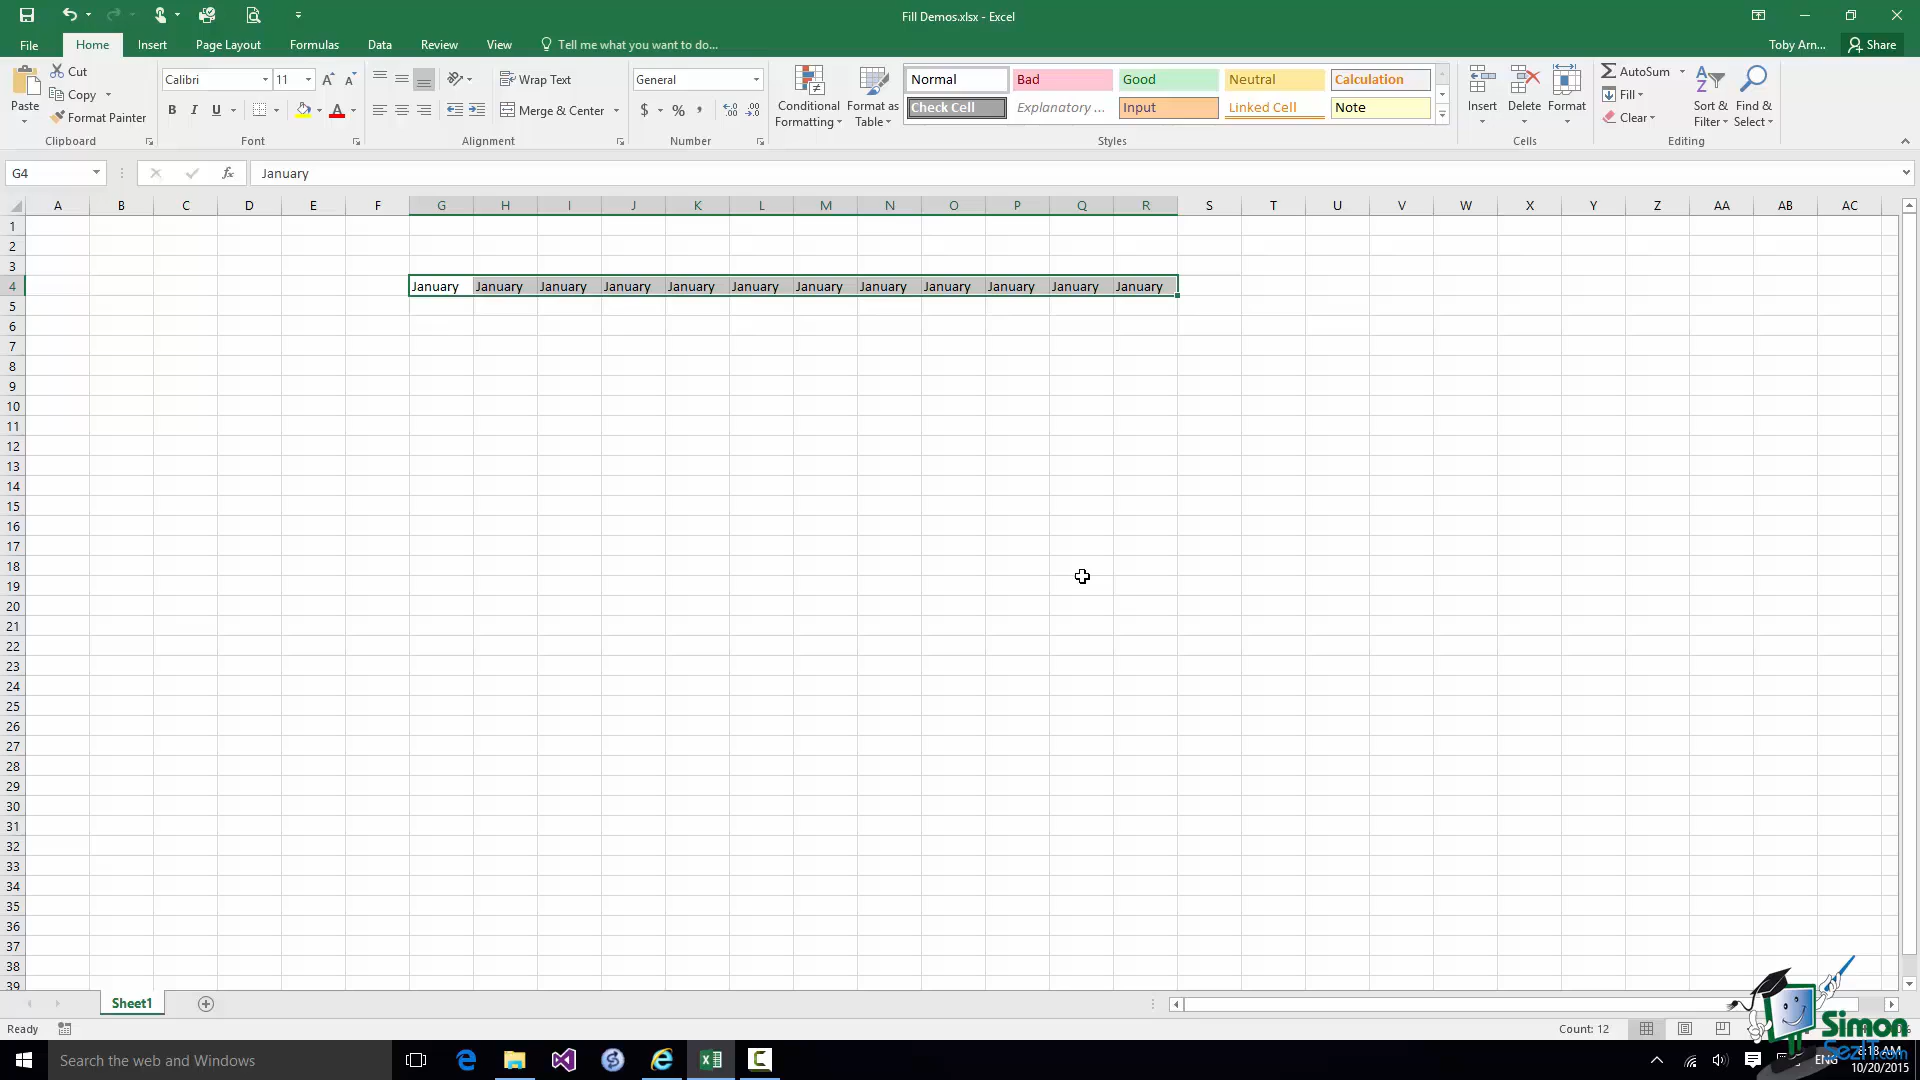 Fill Demos.xlsx - Excel
File Home Insert Page Layout Formulas Data Review View Tell me what you want to do... Toby Arn... Share
Cut
Copy
Format Painter
Paste
Clipboard
Calibri 11
B I U
Font
Wrap Text
Merge & Center
Alignment
General
$ % ,
Number
Conditional Formatting
Format as Table
Normal Bad Good Neutral Calculation
Check Cell Explanatory ... Input Linked Cell Note
Styles
Insert Delete Format
Cells
AutoSum
Fill
Clear
Sort & Filter
Find & Select
Editing
G4 fx January
A B C D E F G H I J K L M N O P Q R S T U V W X Y Z AA AB AC
1
2
3
4 January January January January January January January January January January January January
5
6
7
8
9
10
11
12
13
14
15
16
17
18
19
20
21
22
23
24
25
26
27
28
29
30
31
32
33
34
35
36
37
38
39
Sheet1
Ready Count: 12
Simon
SezIT.com
Search the web and Windows
ENG
8:18 AM
10/20/2015